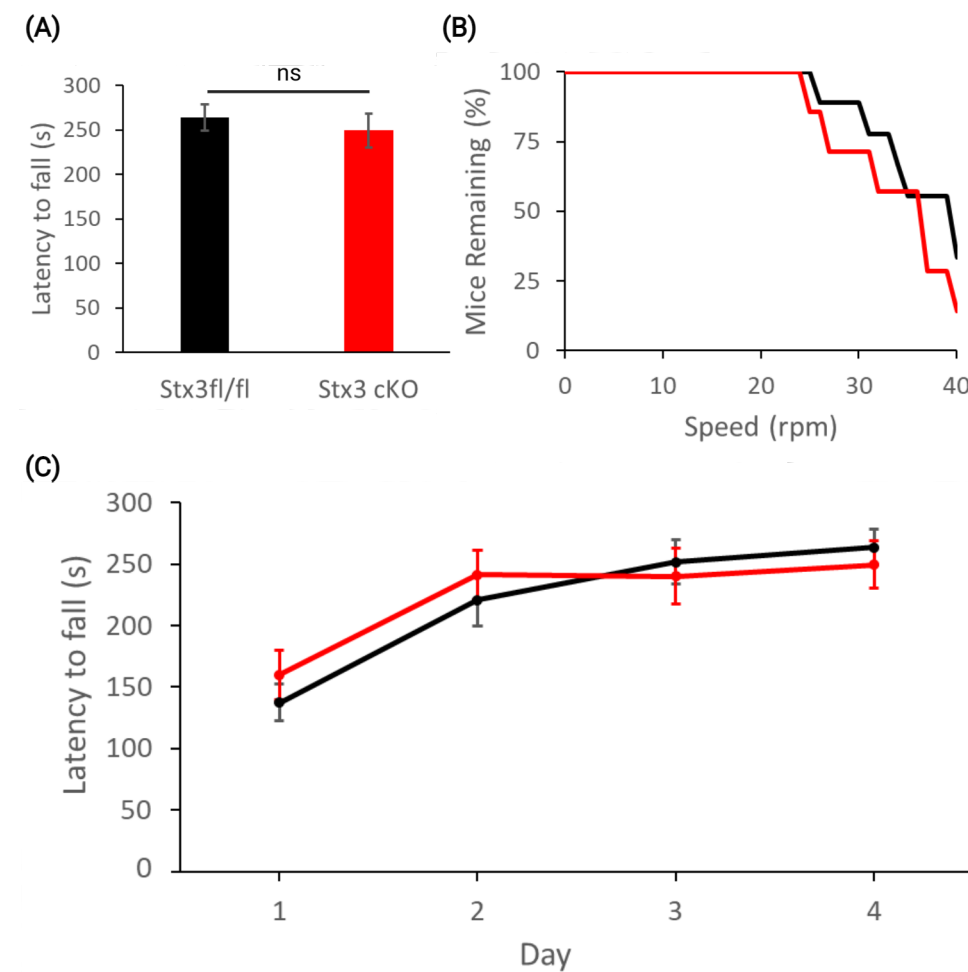 (A)
ns
300
250
200
150
100
50
0
Latency to fall (s)
Stx3fl/fl
Stx3 cKO
(B)
100
75
50
25
0
Mice Remaining (%)
0 10 20 30 40
Speed (rpm)
(C)
300
250
200
150
100
50
0
Latency to fall (s)
1 2 3 4
Day